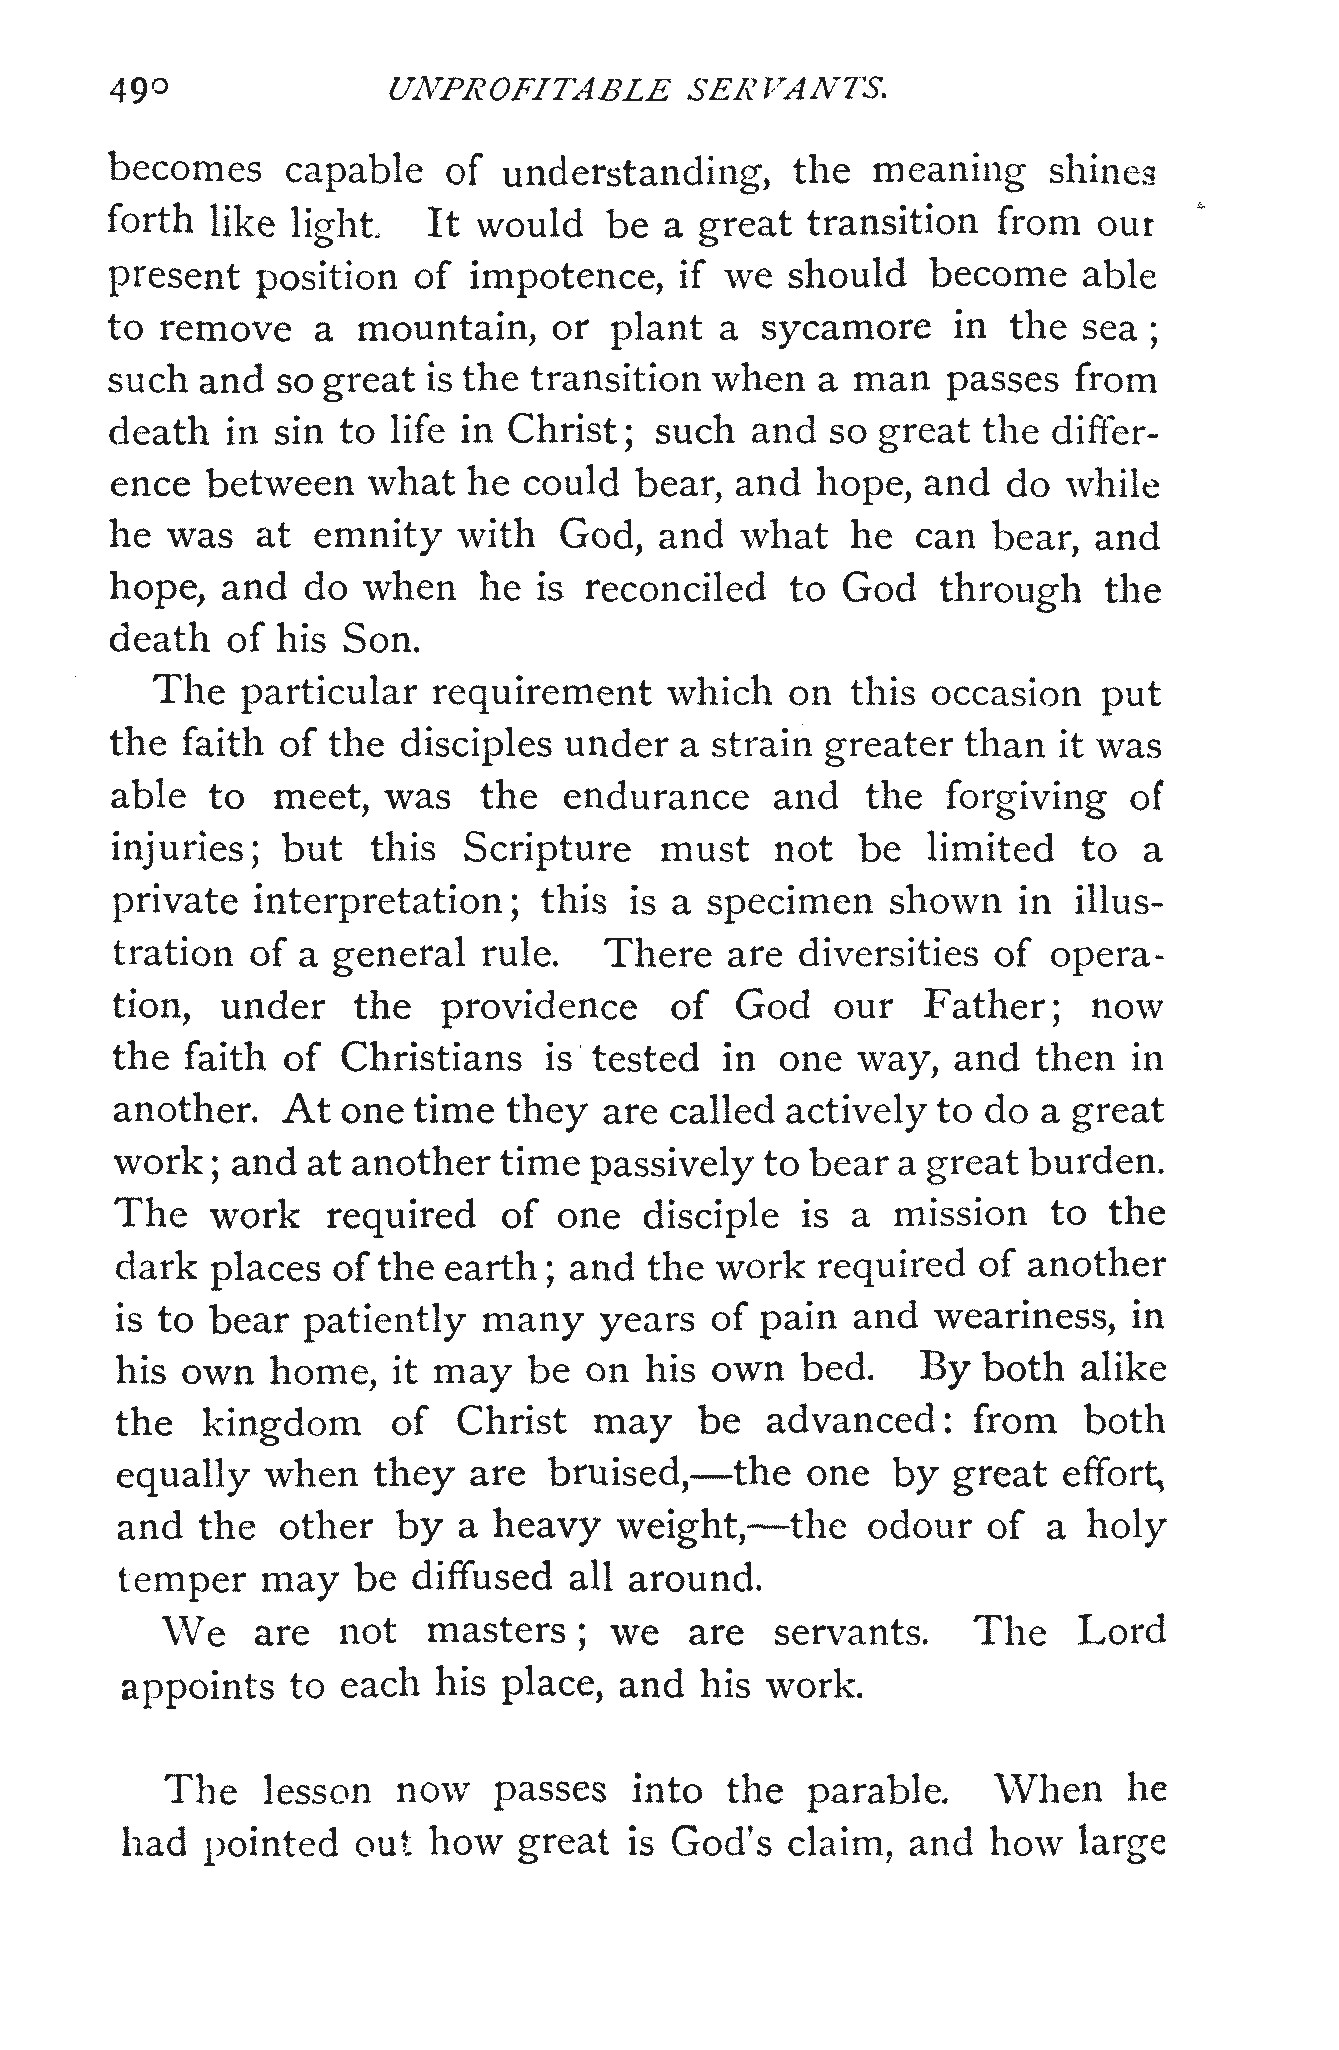 490 UNPROFITABLE SERVANTS.
becomes capable of understanding, the meaning shines
forth like light. It would be a great transition from our
present position of impotence, if we should become able
to remove a mountain, or plant a sycamore in the sea ;
such and so great is the transition when a man passes from
death in sin to life in Christ; such and so great the differ-
ence between what he could bear, and hope, and do while
he was at emnity with God, and what he can bear, and
hope, and do when he is reconciled to God through the
death of his Son.
The particular requirement which on this occasion put
the faith of the disciples under a strain greater than it was
able to meet, was the endurance and the forgiving of
injuries; but this Scripture must not be limited to a
private interpretation; this is a specimen shown in illus-
tration of a general rule. There are diversities of opera-
tion, under the providence of God our Father; now
the faith of Christians is tested in one way, and then in
another. At one time they are called actively to do a great
work; and at another time passively to bear a great burden.
The work required of one disciple is a mission to the
dark places of the earth; and the work required of another
is to bear patiently many years of pain and weariness, in
his own home, it may be on his own bed. By both alike
the kingdom of Christ may be advanced: from both
equally when they are bruised,—the one by great effort,
and the other by a heavy weight,—the odour of a holy
temper may be diffused all around.
We are not masters; we are servants. The Lord
appoints to each his place, and his work.
The lesson now passes into the parable. When he
had pointed out how great is God's claim, and how large